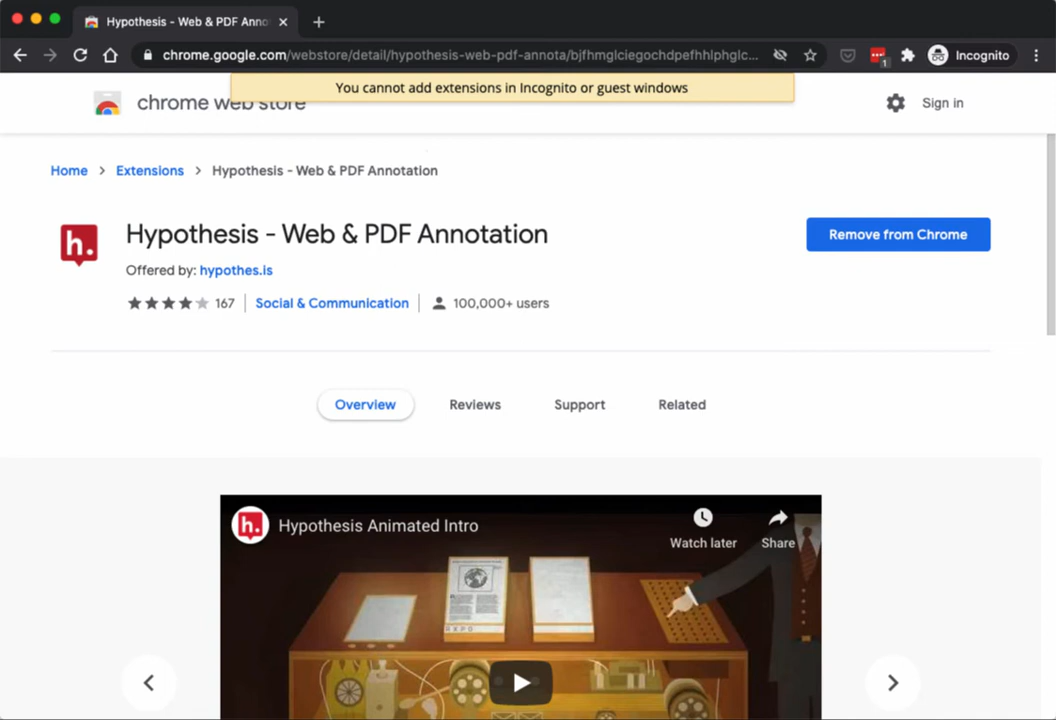 Hypothesis - Web & PDF Anno
chrome.google.com/webstore/detail/hypothesis-web-pdf-annota/bjfhmglciegochdpefhhlphglc...
1
Incognito
You cannot add extensions in Incognito or guest windows
chrome web store
Sign in
Home > Extensions > Hypothesis - Web & PDF Annotation
h.
Hypothesis - Web & PDF Annotation
Remove from Chrome
Offered by: hypothes.is
167
Social & Communication
100,000+ users
Overview
Reviews
Support
Related
h.
Hypothesis Animated Intro
Watch later
Share
EXPO